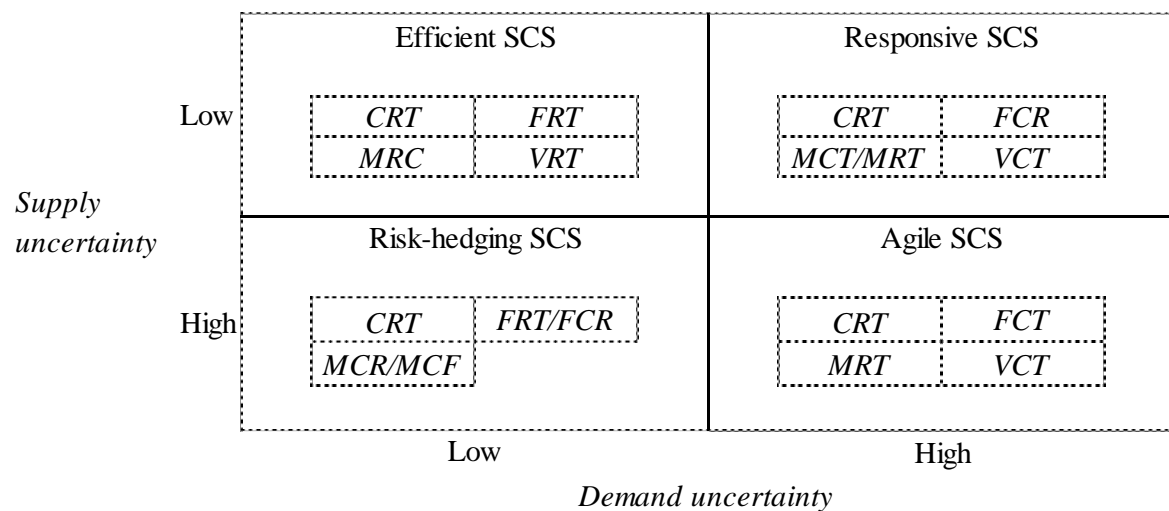 Efficient SCS
Responsive SCS
Low
CRT
FRT
CRT
FCR
MRC
VRT
MCT/MRT
VCT
Supply
uncertainty
Risk-hedging SCS
Agile SCS
High
CRT
FRT/FCR
CRT
FCT
MCR/MCF
MRT
VCT
Low
High
Demand uncertainty